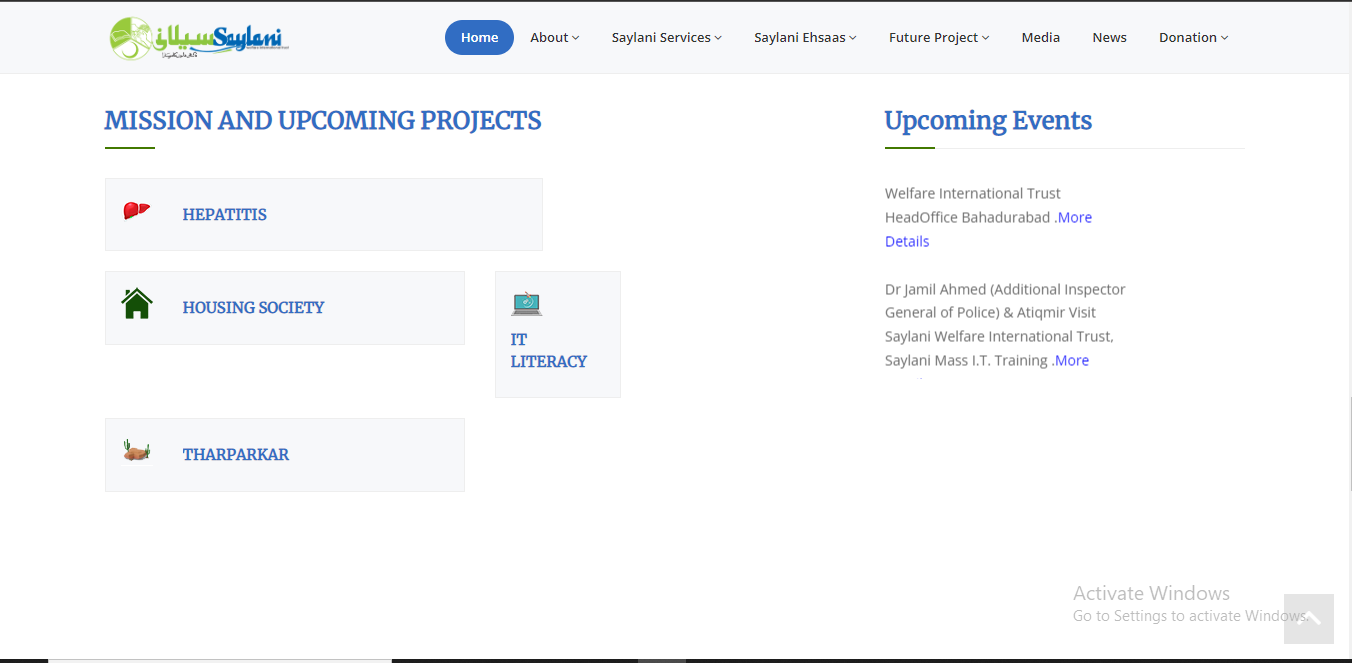 سیلانی Saylani
Home About Saylani Services Saylani Ehsaas Future Project Media News Donation
MISSION AND UPCOMING PROJECTS
HEPATITIS
HOUSING SOCIETY
IT
LITERACY
THARPARKAR
Upcoming Events
Welfare International Trust
HeadOffice Bahadurabad .More
Details
Dr Jamil Ahmed (Additional Inspector
General of Police) & Atiqmir Visit
Saylani Welfare International Trust,
Saylani Mass I.T. Training .More
Activate Windows
Go to Settings to activate Windows.